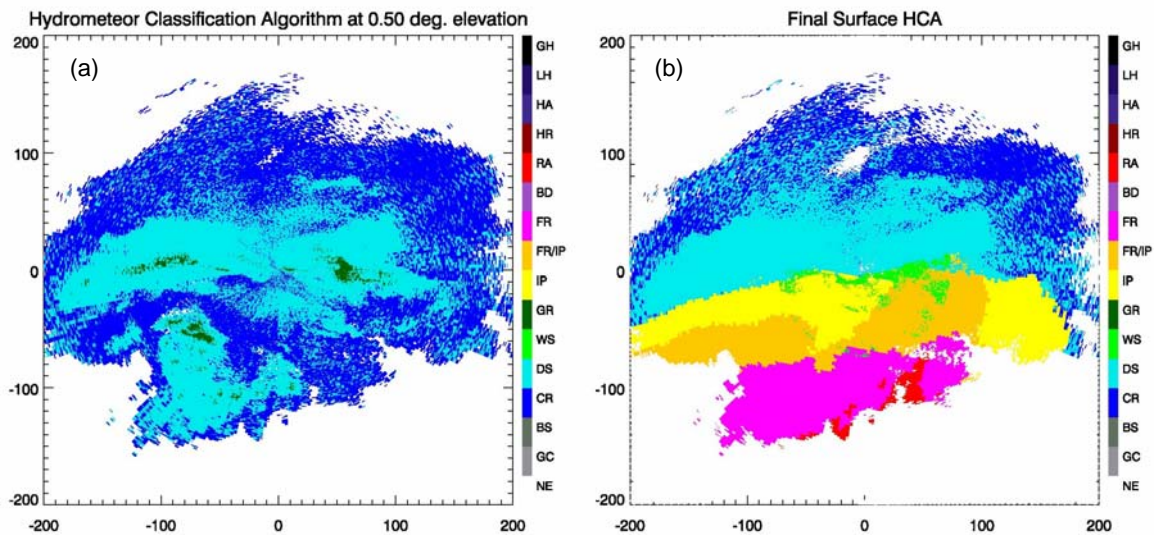 Hydrometeor Classification Algorithm at 0.50 deg. elevation
(a)
200
100
0
-100
-200
-200 -100 0 100 200
GH
LH
HA
HR
RA
BD
FR
FR/IP
IP
GR
WS
DS
CR
BS
GC
NE
Final Surface HCA
(b)
200
100
0
-100
-200
-200 -100 0 100 200
GH
LH
HA
HR
RA
BD
FR
FR/IP
IP
GR
WS
DS
CR
BS
GC
NE